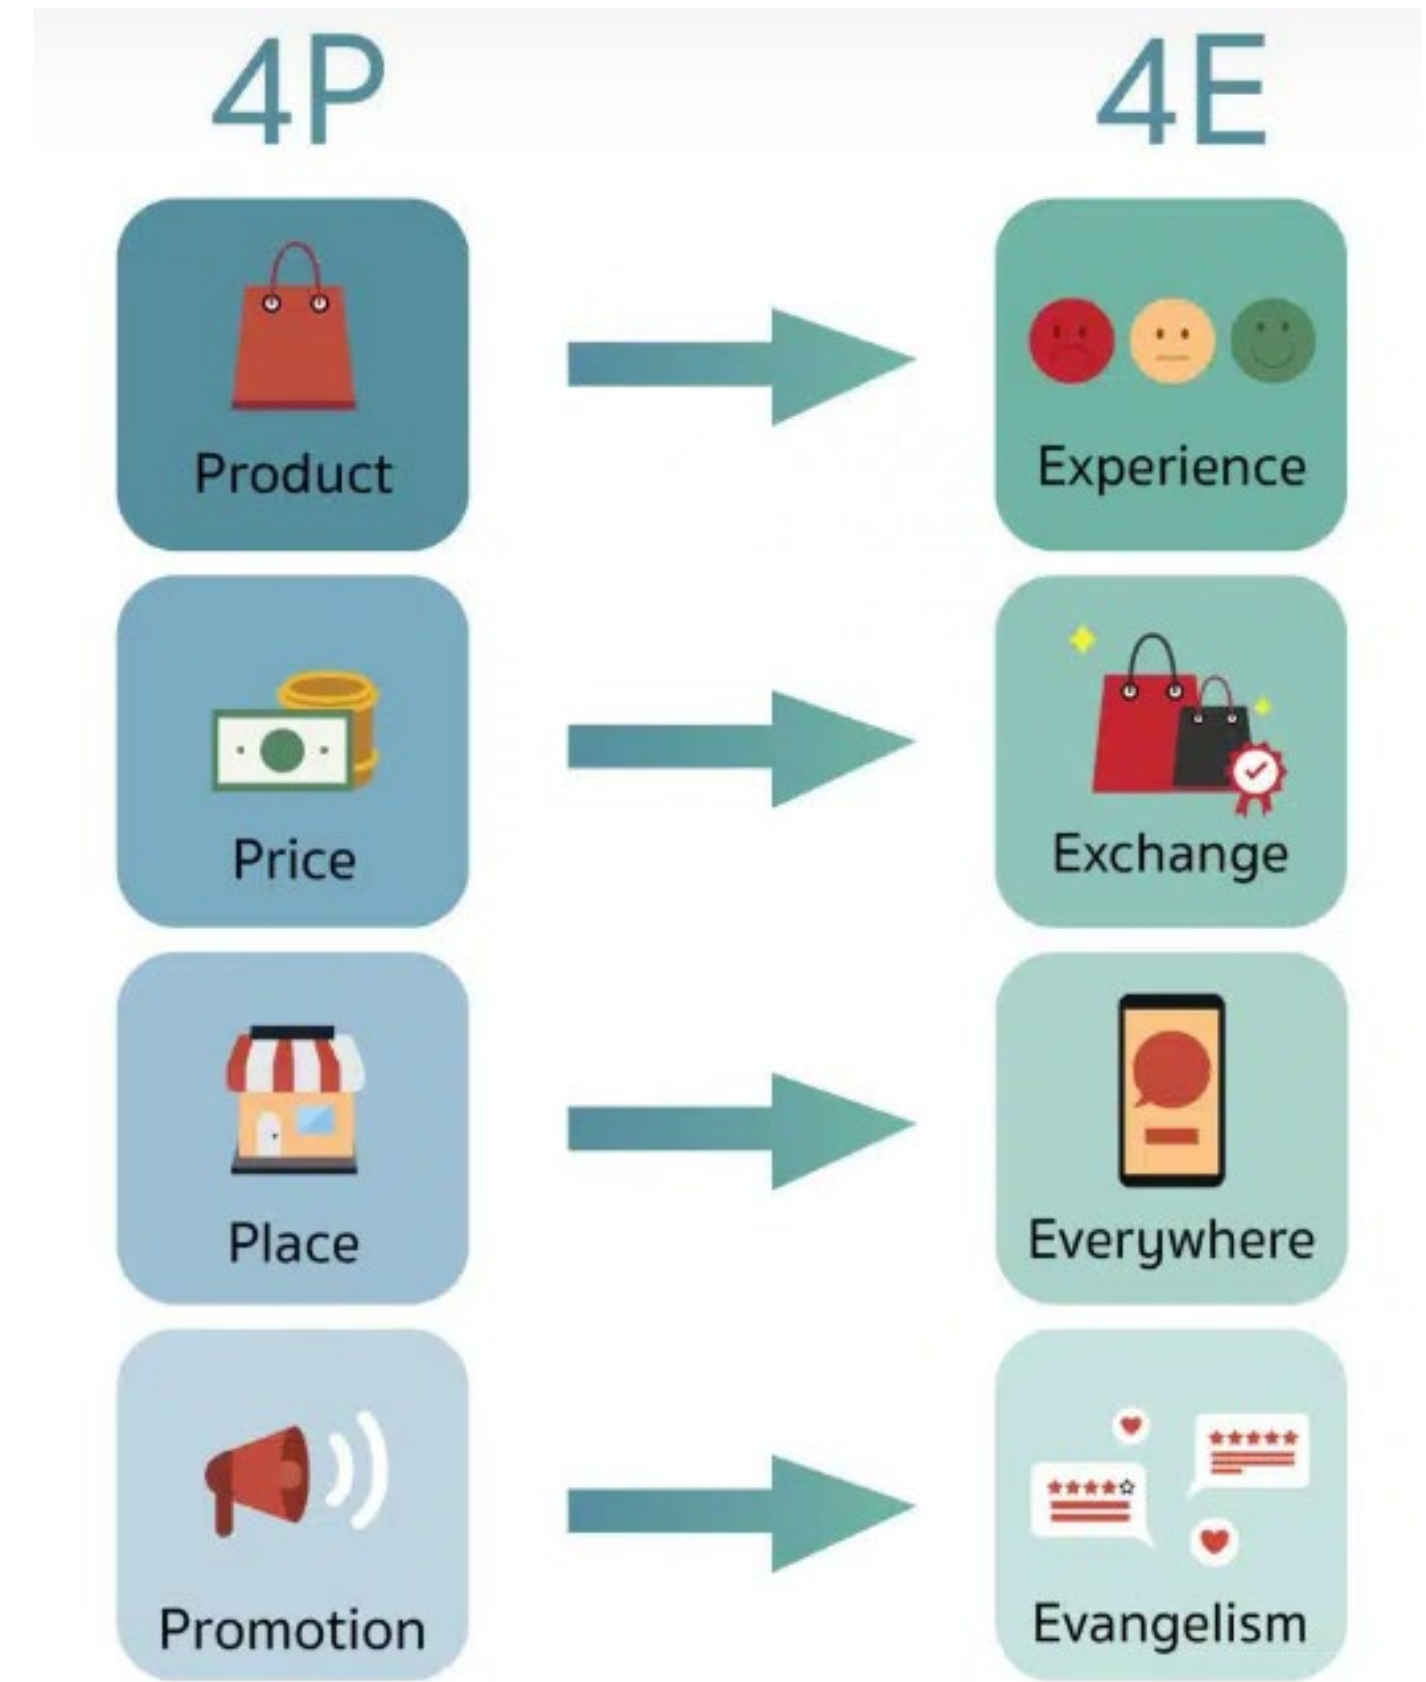 4P
4E
Product
Experience
Price
Exchange
Place
Everywhere
Promotion
Evangelism